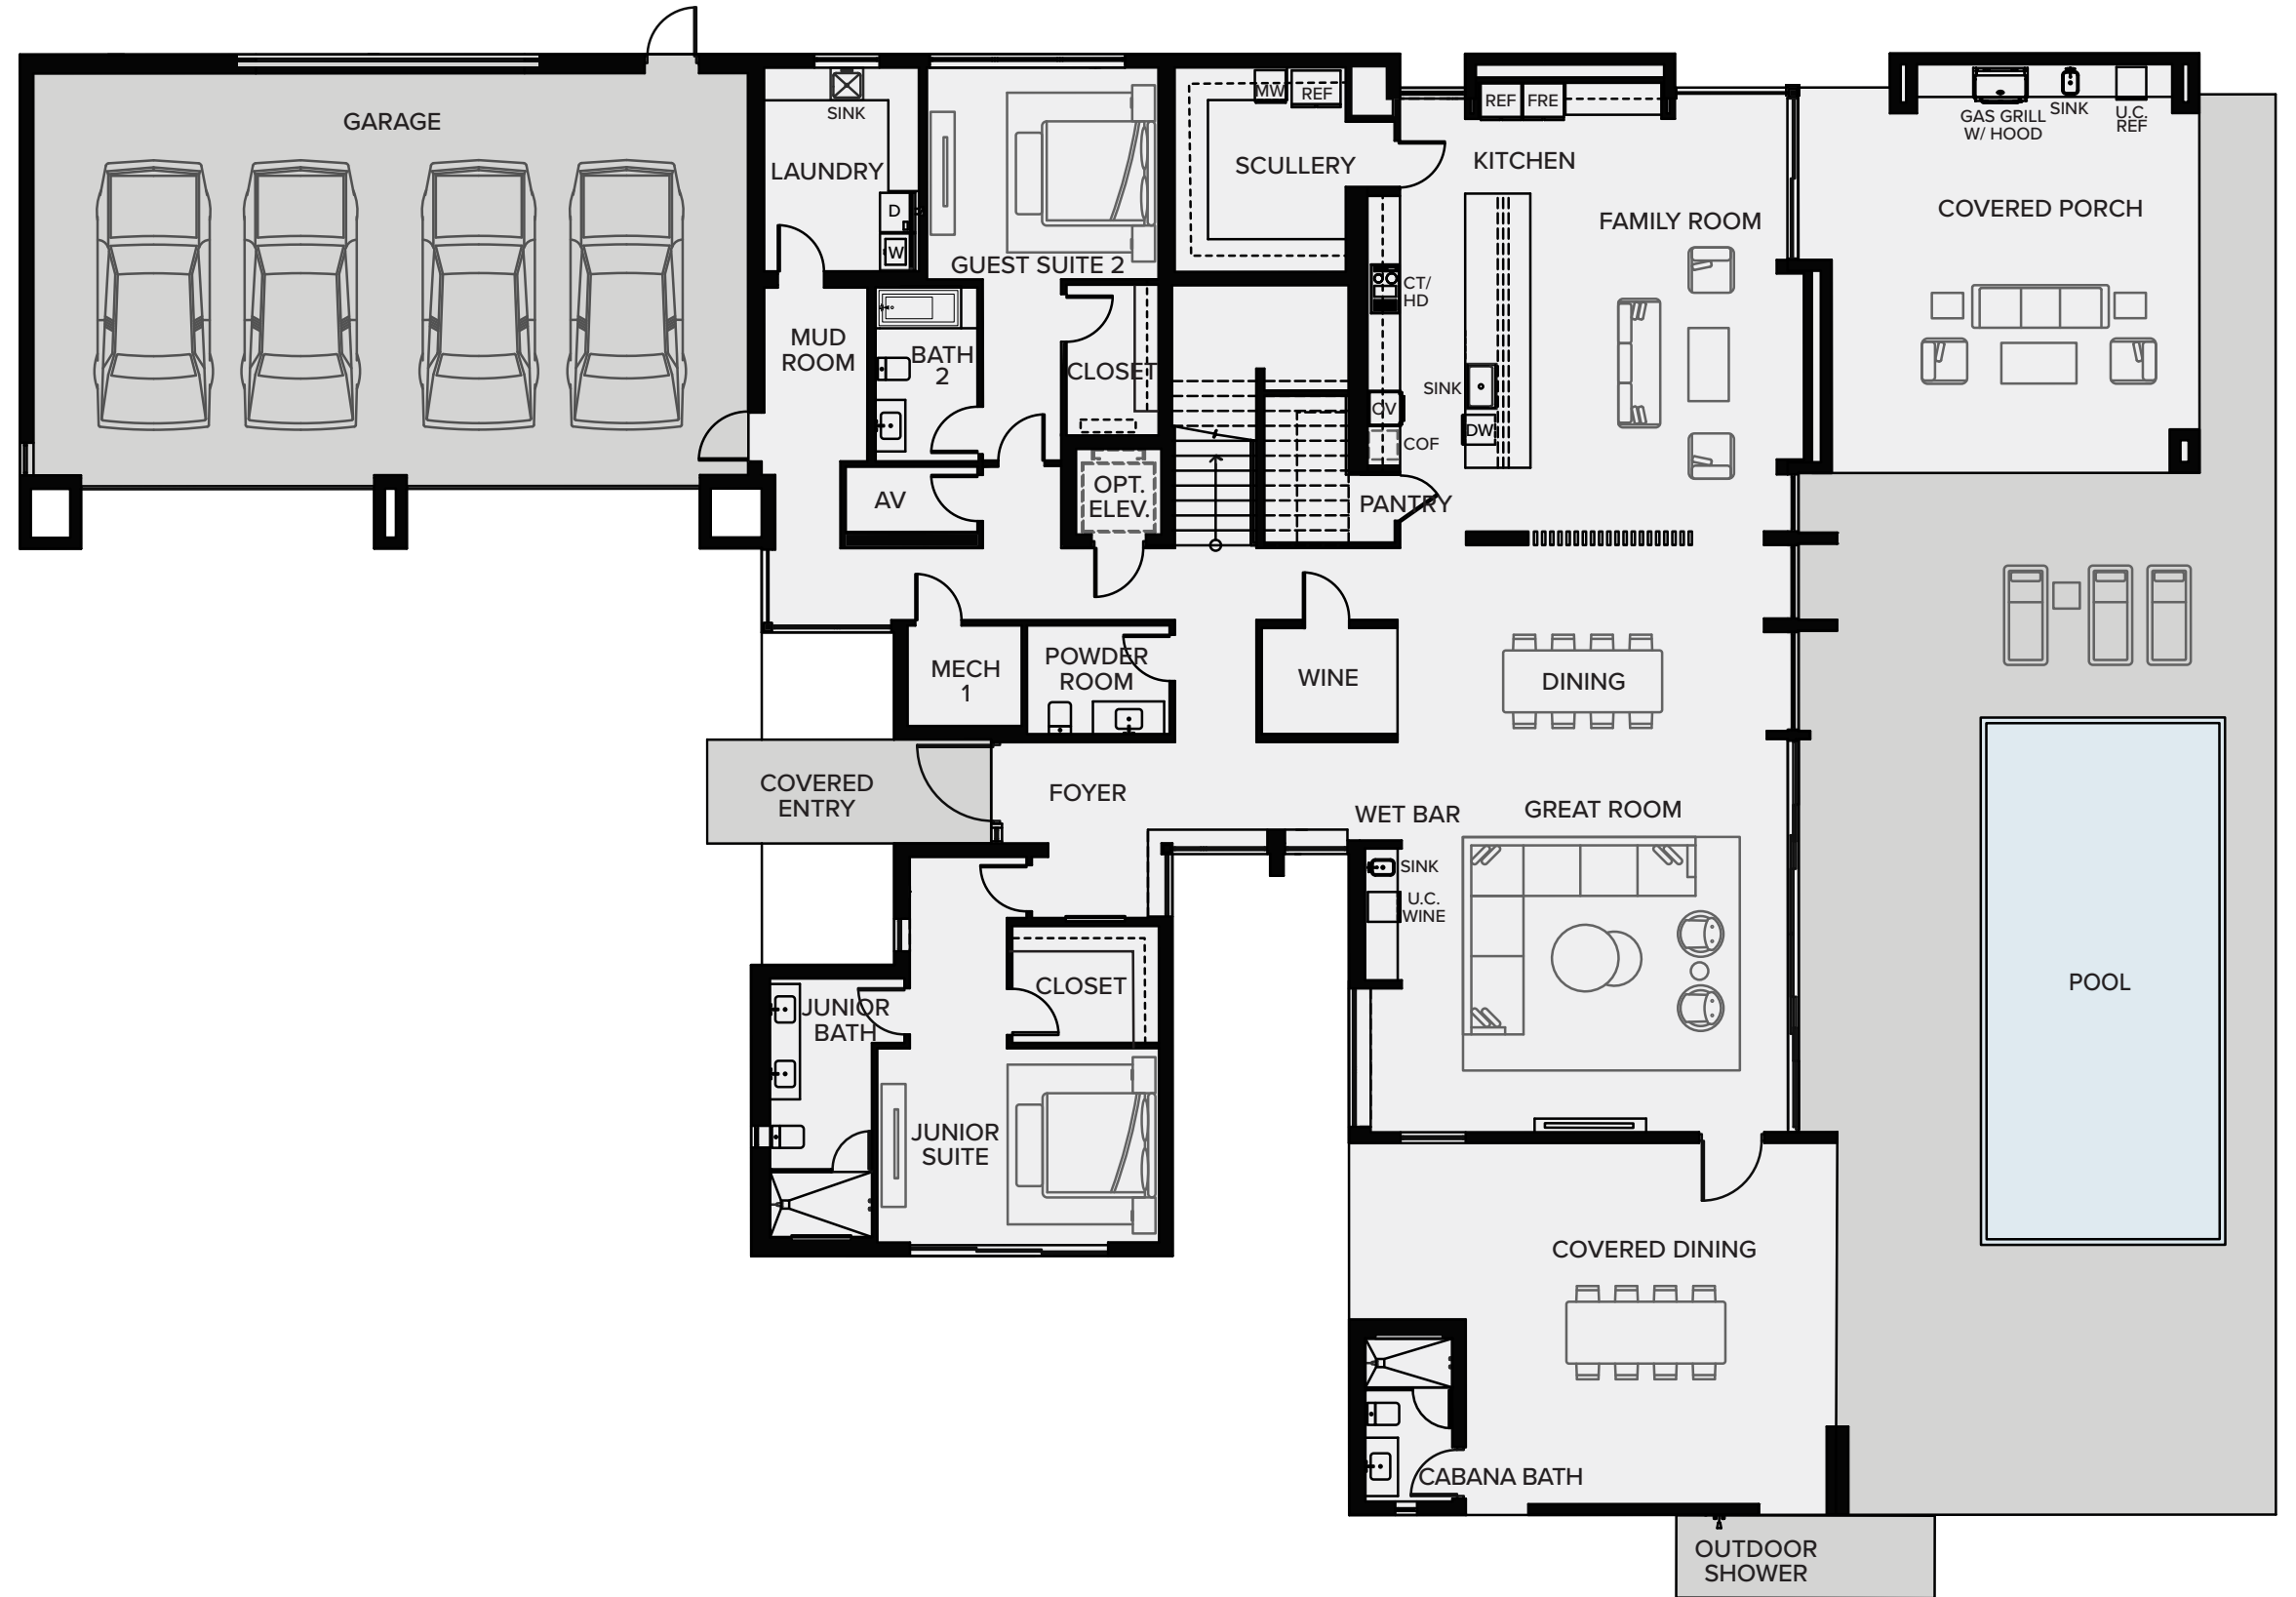 GARAGE
SINK
LAUNDRY
D
W
GUEST SUITE 2
MW
REF
SCULLERY
REF
FRE
KITCHEN
FAMILY ROOM
GAS GRILL
W/ HOOD
SINK
U.C.
REF
COVERED PORCH
MUD
ROOM
BATH
2
CLOSET
CT/
HD
SINK
OV
DW
COF
AV
OPT.
ELEV.
PANTRY
MECH
1
POWDER
ROOM
WINE
DINING
COVERED
ENTRY
FOYER
WET BAR
GREAT ROOM
SINK
U.C.
WINE
POOL
CLOSET
JUNIOR
BATH
JUNIOR
SUITE
COVERED DINING
CABANA BATH
OUTDOOR
SHOWER